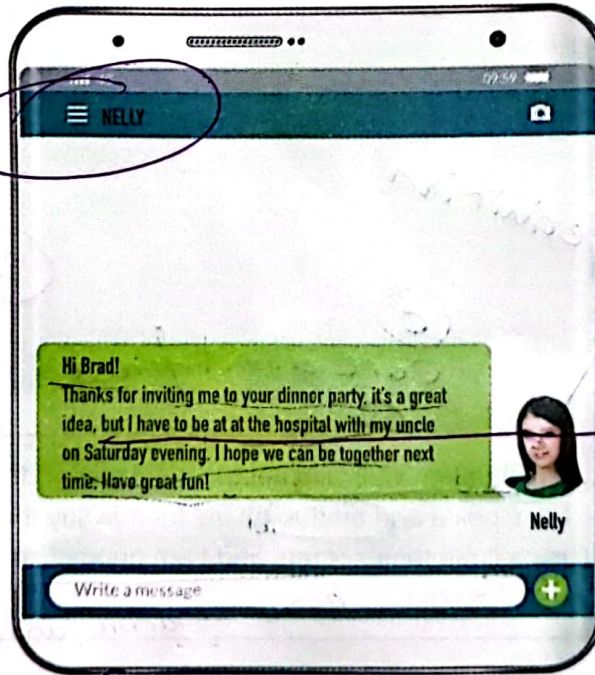 09:59
NELLY
Hi Brad!
Thanks for inviting me to your dinner party, it's a great
idea, but I have to be at at the hospital with my uncle
on Saturday evening. I hope we can be together next
time. Have great fun!
Nelly
Write a message